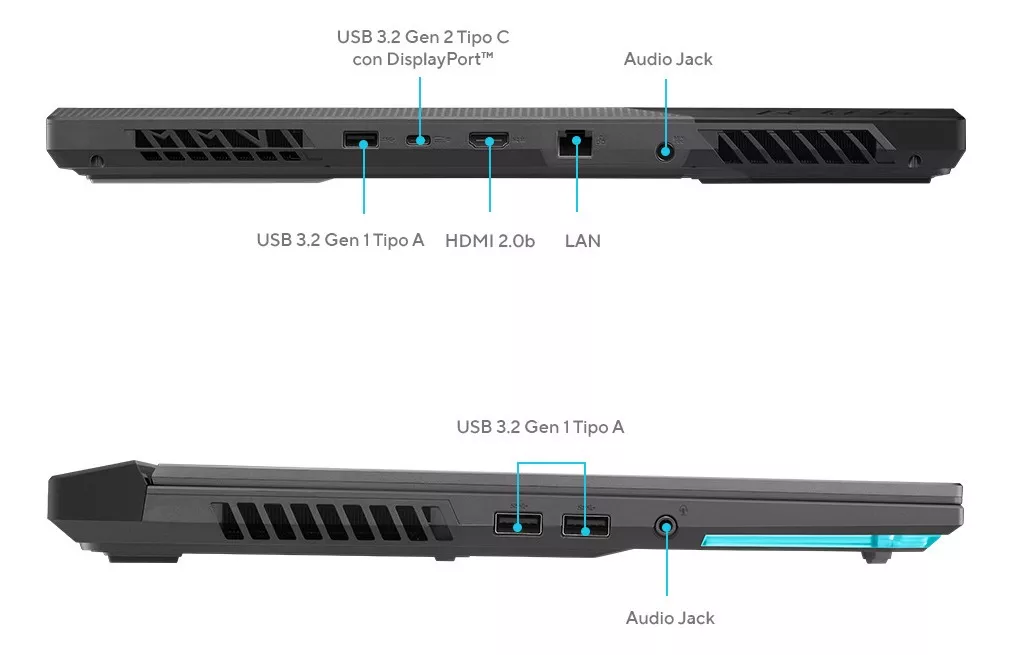 USB 3.2 Gen 2 Tipo C
con DisplayPort™
Audio Jack
USB 3.2 Gen 1 Tipo A
HDMI 2.0b
LAN
USB 3.2 Gen 1 Tipo A
Audio Jack